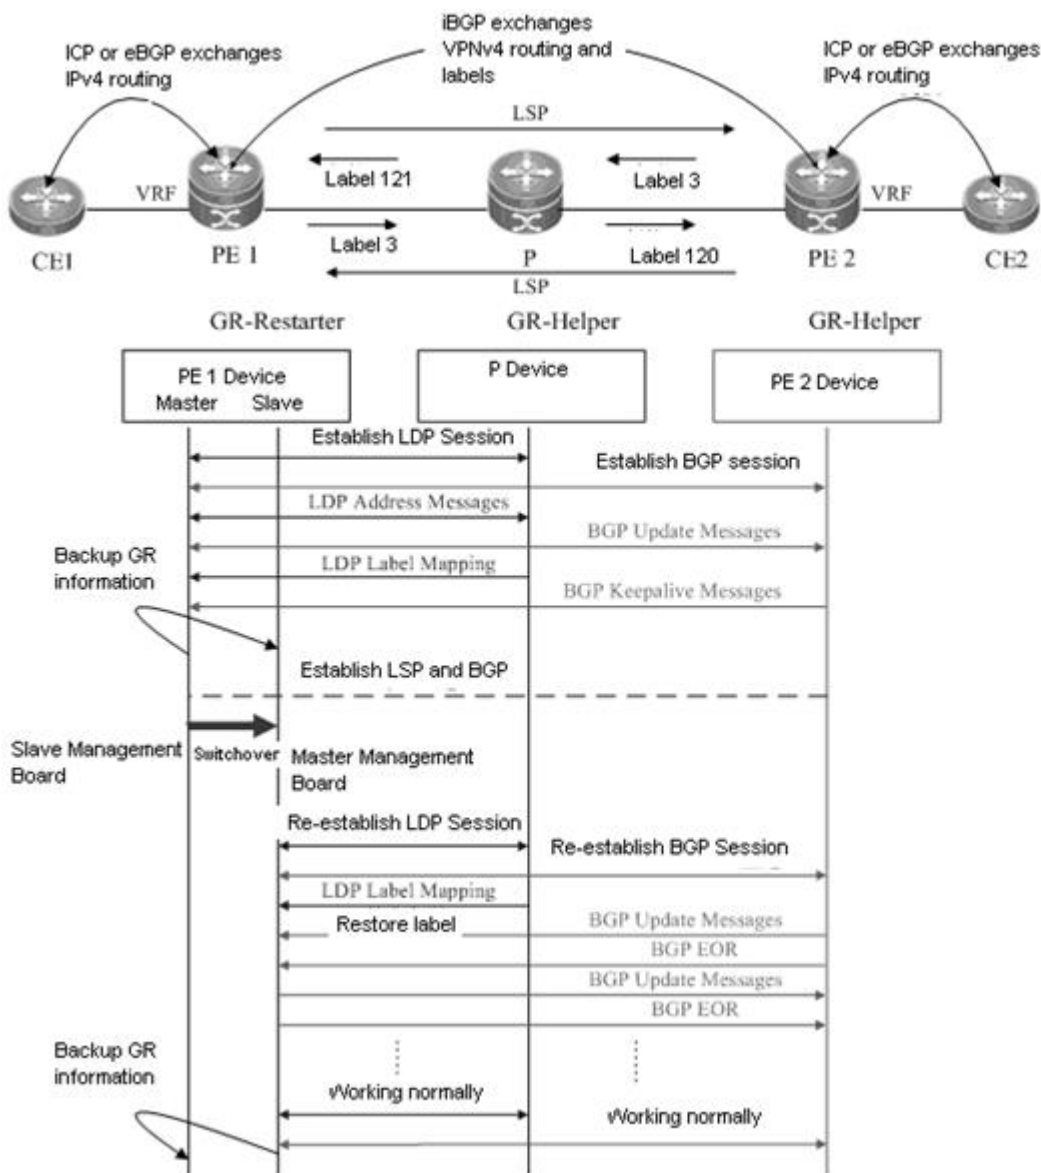 iBGP exchanges
VPNv4 routing and
labels
ICP or eBGP exchanges
IPv4 routing
ICP or eBGP exchanges
IPv4 routing
LSP
Label 121
Label 3
VRF
VRF
Label 3
Label 120
CE1
PE 1
P
PE 2
CE2
LSP
GR-Restarter
GR-Helper
GR-Helper
PE 1 Device
Master
Slave
P Device
PE 2 Device
Establish LDP Session
Establish BGP session
LDP Address Messages
BGP Update Messages
Backup GR
information
LDP Label Mapping
BGP Keepalive Messages
Establish LSP and BGP
Slave Management
Board
Switchover
Master Management
Board
Re-establish LDP Session
Re-establish BGP Session
LDP Label Mapping
Restore label
BGP Update Messages
BGP EOR
BGP Update Messages
BGP EOR
Backup GR
information
Working normally
Working normally